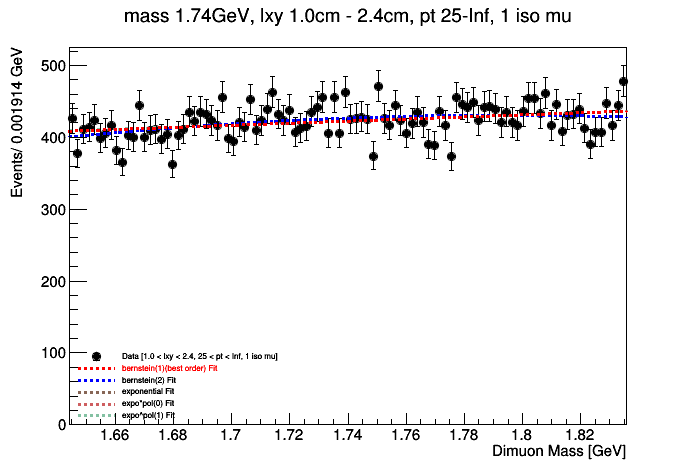 mass 1.74GeV, lxy 1.0cm - 2.4cm, pt 25-Inf, 1 iso mu
Events/ 0.001914 GeV
500
400
300
200
100
0
Data [1.0 < lxy < 2.4, 25 < pt < Inf, 1 iso mu]
bernstein(1)(best order) Fit
bernstein(2) Fit
exponential Fit
expo*pol(0) Fit
expo*pol(1) Fit
1.66 1.68 1.7 1.72 1.74 1.76 1.78 1.8 1.82
Dimuon Mass [GeV]